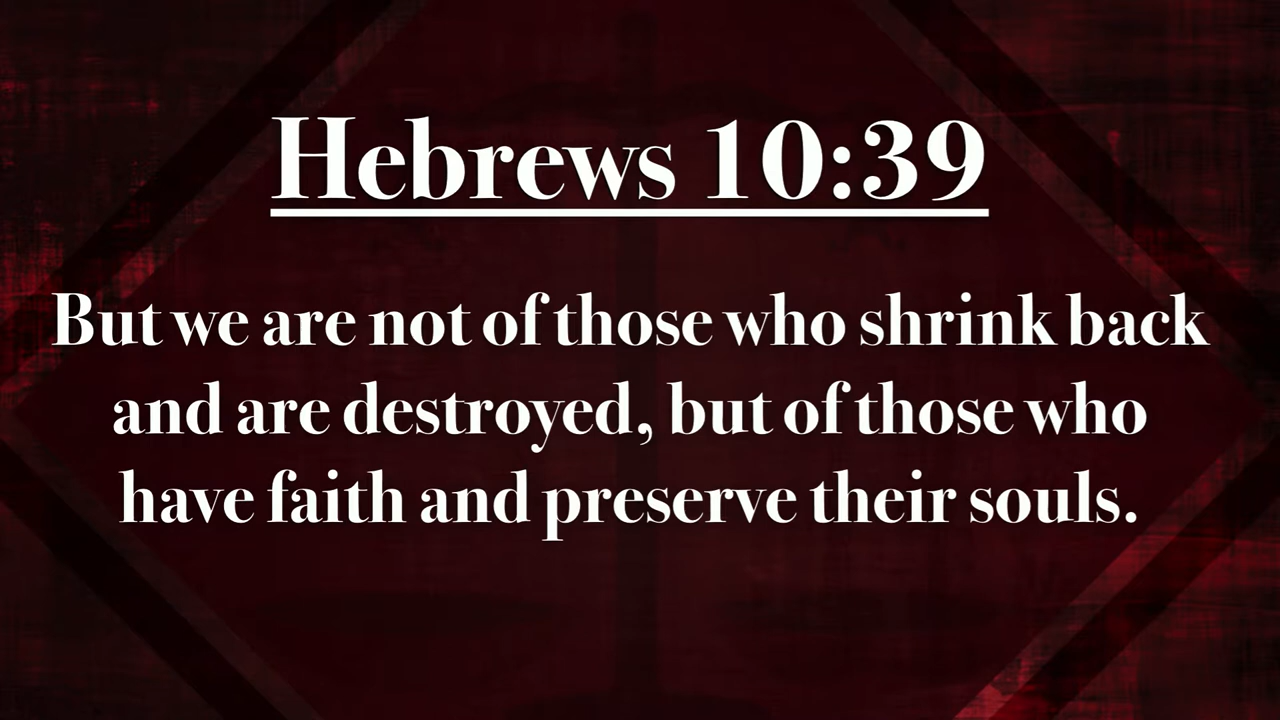 Hebrews 10:39
But we are not of those who shrink back
and are destroyed, but of those who
have faith and preserve their souls.